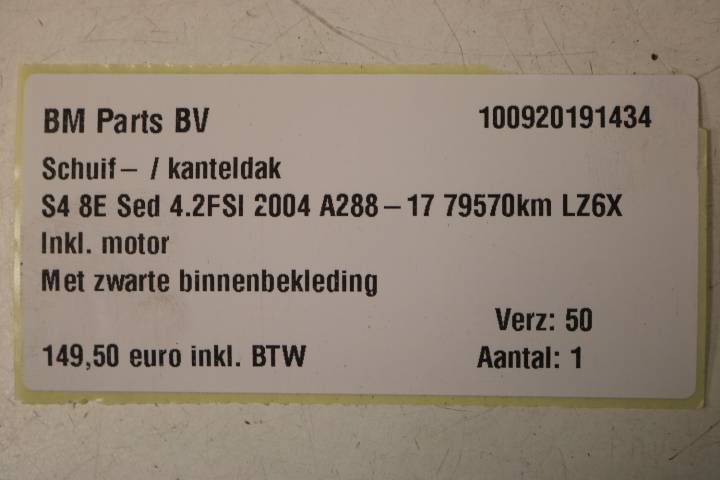 BM Parts BV 100920191434
Schuif- / kanteldak
S4 8E Sed 4.2FSI 2004 A288-17 79570km LZ6X
Inkl. motor
Met zwarte binnenbekleding
Verz: 50
149,50 euro inkl. BTW Aantal: 1